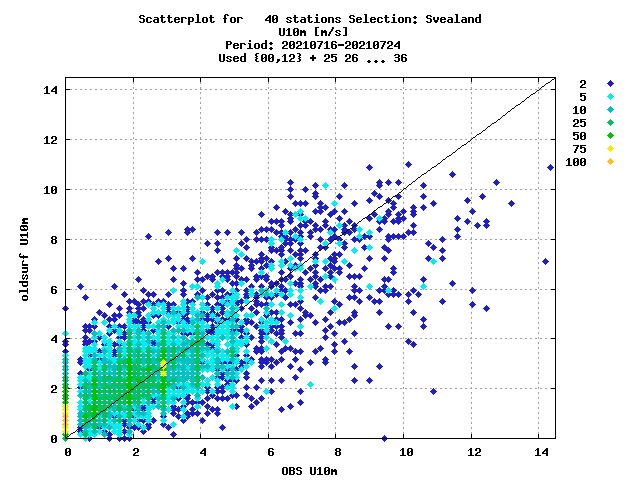 Scatterplot for   40 stations Selection: Svealand
U10m [m/s]
Period: 20210716-20210724
Used {00,12} + 25 26 ... 36
2
5
10
25
50
75
100
14
12
10
8
6
4
2
0
oldsurf U10m
0 2 4 6 8 10 12 14
OBS U10m